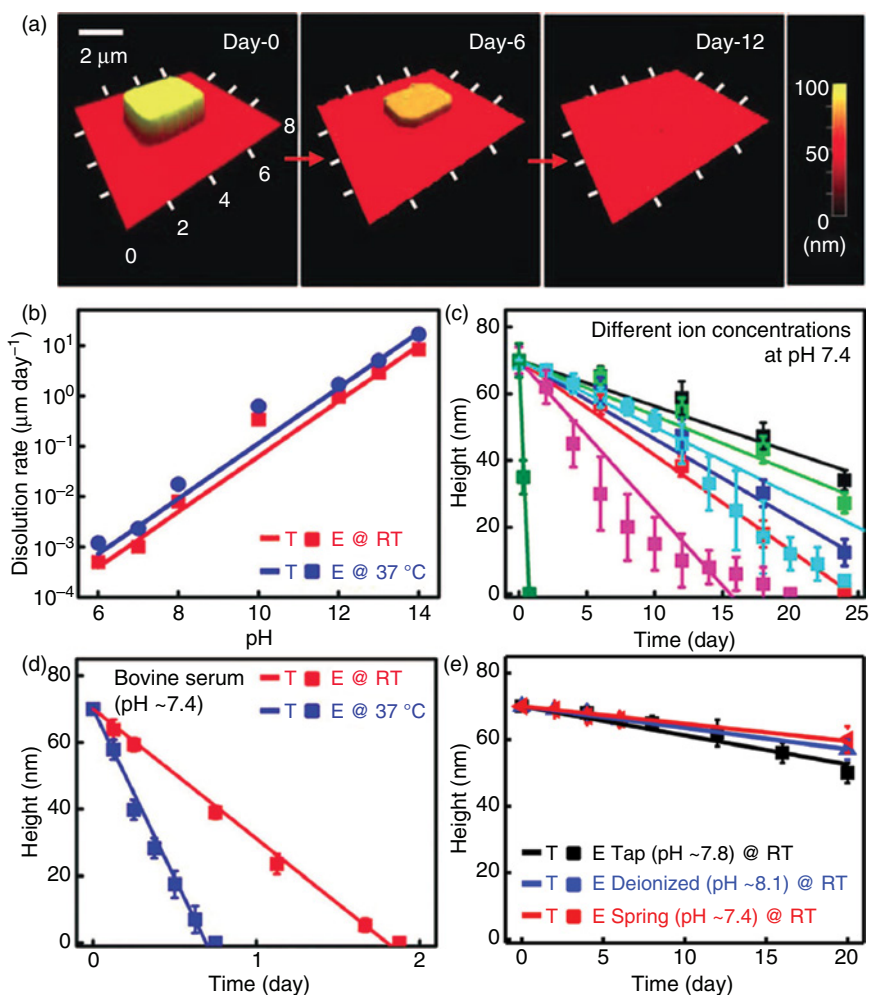 (a)
2 μm
Day-0
Day-6
Day-12
0
2
4
6
8
100
50
0
(nm)
(b)
Disolution rate (μm day⁻¹)
10¹
10⁰
10⁻¹
10⁻²
10⁻³
10⁻⁴
T E @ RT
T E @ 37 °C
6 8 10 12 14
pH
(c)
Different ion concentrations
at pH 7.4
Height (nm)
80
60
40
20
0
0 5 10 15 20 25
Time (day)
(d)
Bovine serum
(pH ~7.4)
T E @ RT
T E @ 37 °C
Height (nm)
80
60
40
20
0
0 1 2
Time (day)
(e)
Height (nm)
80
60
40
20
0
T E Tap (pH ~7.8) @ RT
T E Deionized (pH ~8.1) @ RT
T E Spring (pH ~7.4) @ RT
0 5 10 15 20
Time (day)